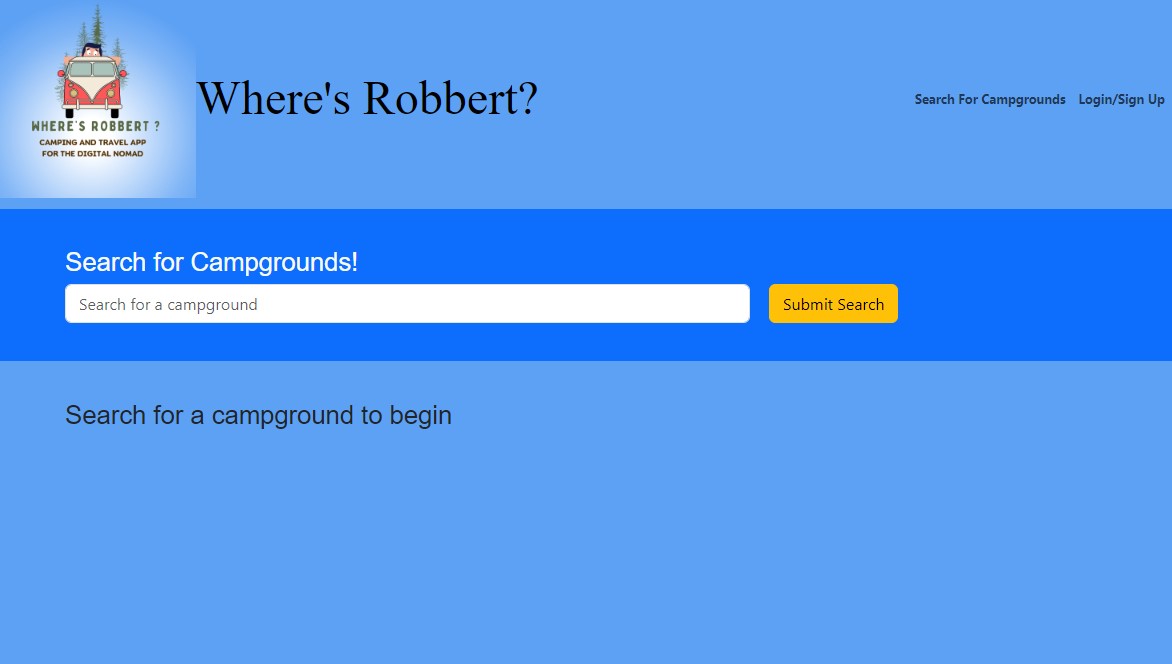 WHERE'S ROBBERT ?
CAMPING AND TRAVEL APP
FOR THE DIGITAL NOMAD
Where's Robbert?
Search For Campgrounds Login/Sign Up
Search for Campgrounds!
Search for a campground Submit Search
Search for a campground to begin